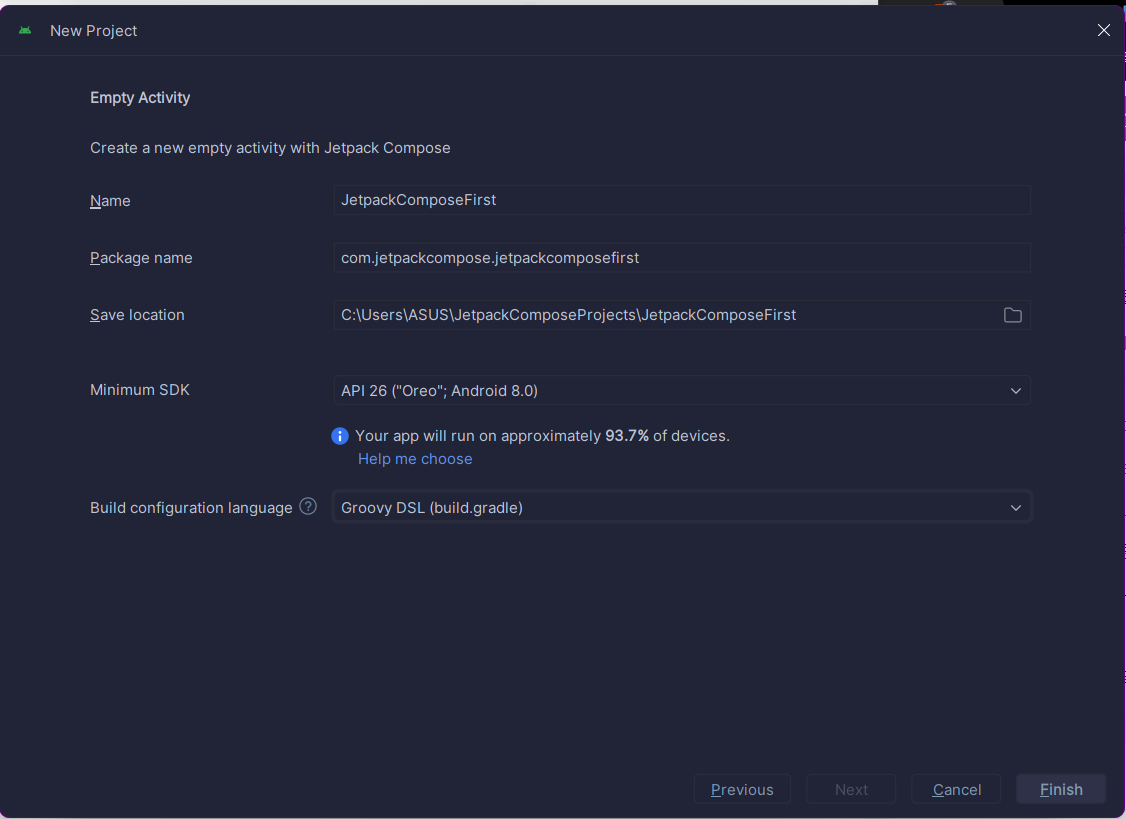 New Project
Empty Activity
Create a new empty activity with Jetpack Compose
Name JetpackComposeFirst
Package name com.jetpackcompose.jetpackcomposefirst
Save location C:\Users\ASUS\JetpackComposeProjects\JetpackComposeFirst
Minimum SDK API 26 ("Oreo"; Android 8.0)
Your app will run on approximately 93.7% of devices.
Help me choose
Build configuration language ? Groovy DSL (build.gradle)
Previous Next Cancel Finish